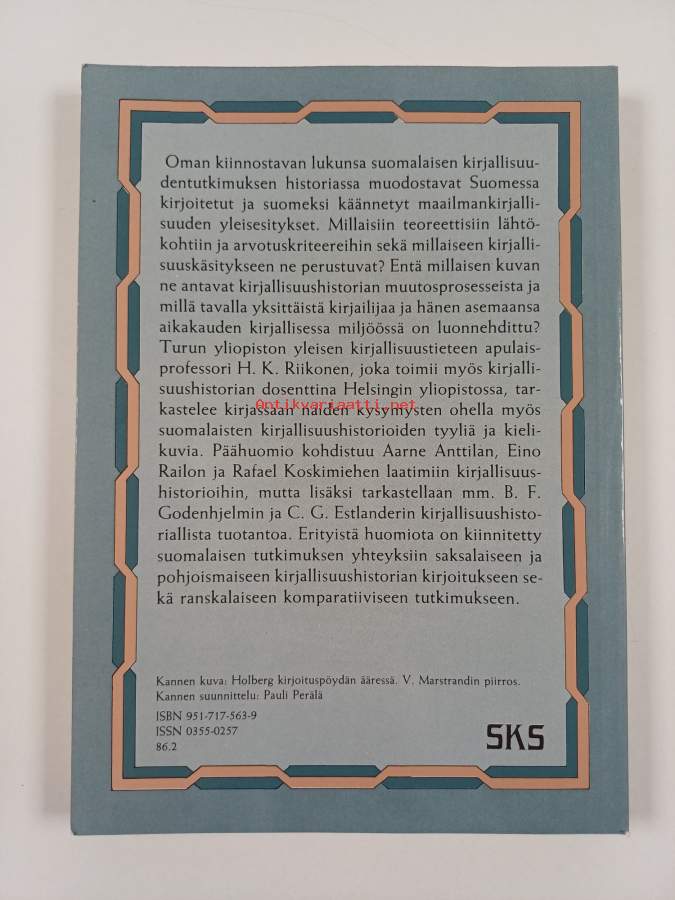 Oman kiinnostavan lukunsa suomalaisen kirjallisuu-
dentutkimuksen historiassa muodostavat Suomessa
kirjoitetut ja suomeksi käännetyt maailmankirjalli-
suuden yleisesitykset. Millaisiin teoreettisiin lähtö-
kohtiin ja arvotuskriteereihin sekä millaiseen kirjalli-
suuskäsitykseen ne perustuvat? Entä millaisen kuvan
ne antavat kirjallisuushistorian muutosprosesseista ja
millä tavalla yksittäistä kirjailijaa ja hänen asemaansa
aikakauden kirjallisessa miljöössä on luonnehdittu?
Turun yliopiston yleisen kirjallisuustieteen apulais-
professori H. K. Riikonen, joka toimii myös kirjalli-
suushistorian dosenttina Helsingin yliopistossa, tar-
kastelee kirjassaan näiden kysymysten ohella myös
Antikvariaatti.net
suomalaisten kirjallisuushistorioiden tyyliä ja kieli-
kuvia. Päähuomio kohdistuu Aarne Anttilan, Eino
Railon ja Rafael Koskimiehen laatimiin kirjallisuus-
historioihin, mutta lisäksi tarkastellaan mm. B. F.
Godenhjelmin ja C. G. Estlanderin kirjallisuushisto-
riallista tuotantoa. Erityistä huomiota on kiinnitetty
suomalaisen tutkimuksen yhteyksiin saksalaiseen ja
pohjoismaiseen kirjallisuushistorian kirjoitukseen se-
kä ranskalaiseen komparatiiviseen tutkimukseen.
Kannen kuva: Holberg kirjoituspöydän ääressä. V. Marstrandin piirros.
Kannen suunnittelu: Pauli Perälä
ISBN 951-717-563-9
ISSN 0355-0257
86.2
SKS